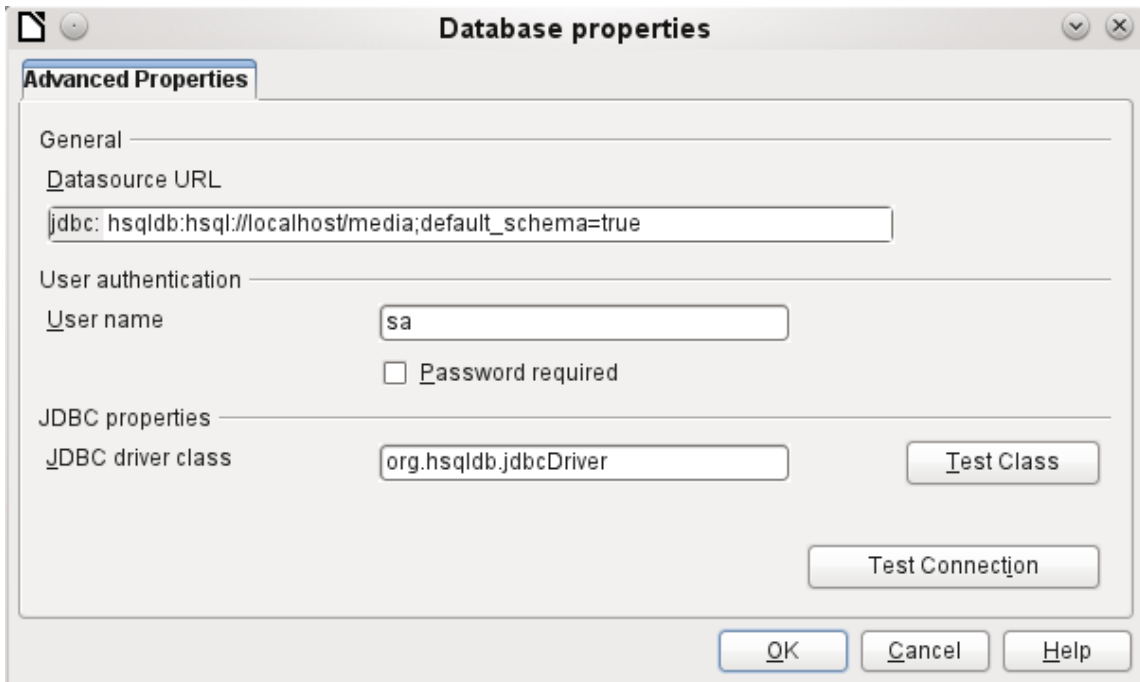 Database properties
Advanced Properties
General
Datasource URL
jdbc: hsqldb:hsql://localhost/media;default_schema=true
User authentication
User name
sa
Password required
JDBC properties
JDBC driver class
org.hsqldb.jdbcDriver
Test Class
Test Connection
OK
Cancel
Help